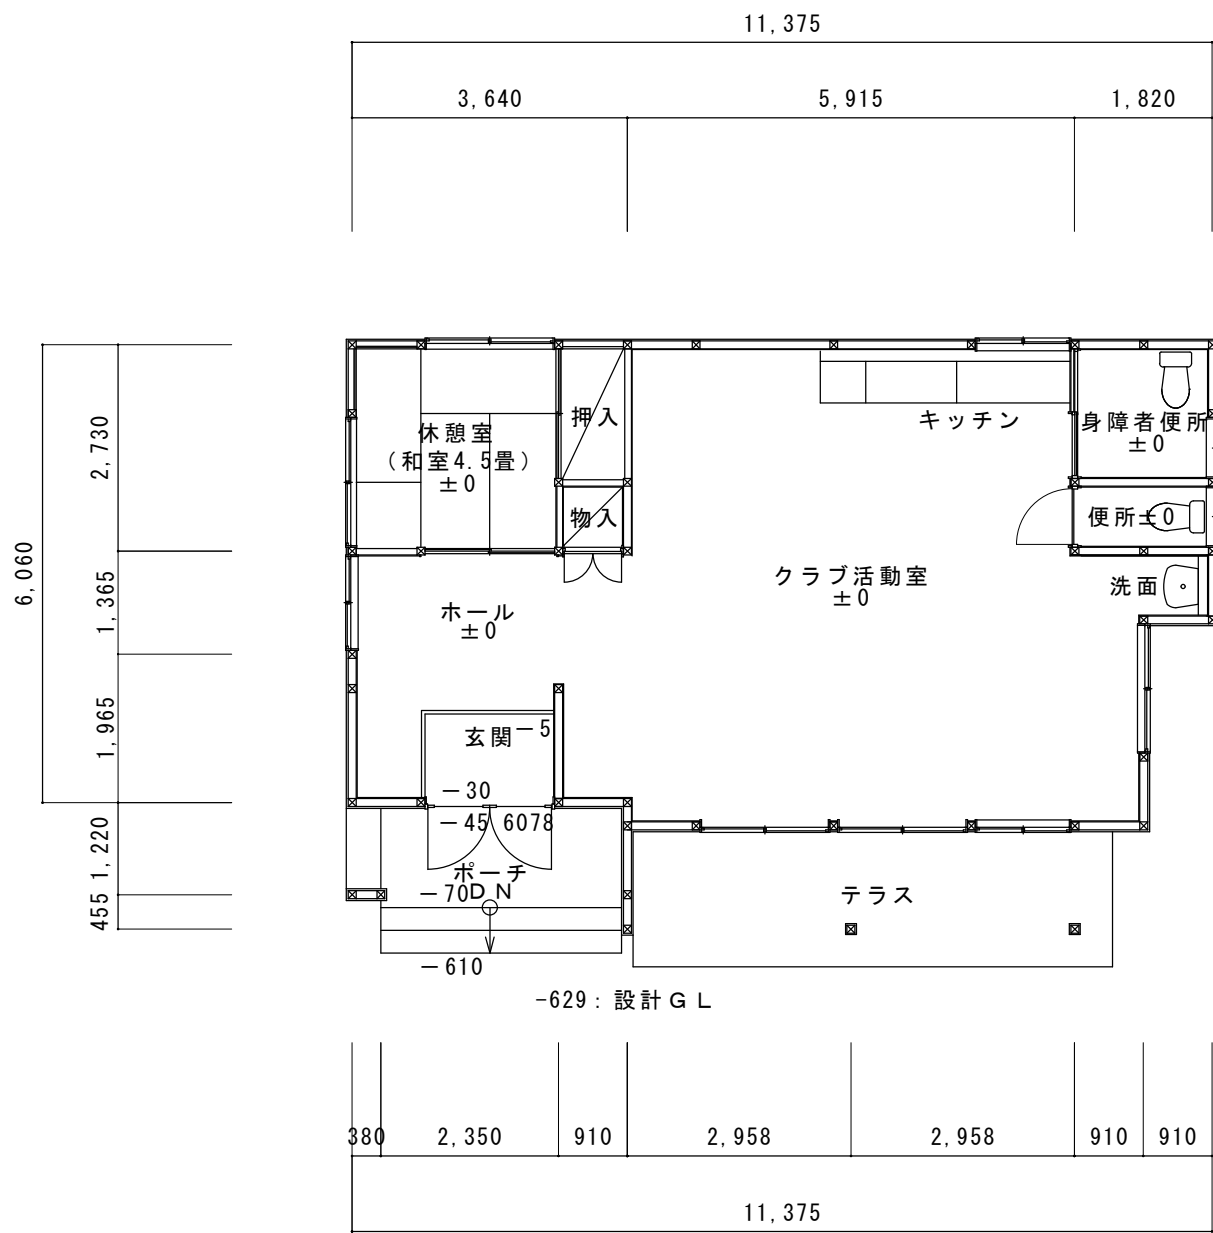 11,375
3,640
5,915
1,820
6,060
2,730
1,365
1,965
1,220
455
押入
キッチン
身障者便所
±0
休憩室
（和室4.5畳）
±0
物入
便所±0
クラブ活動室
±0
洗面
ホール
±0
玄関
－5
－30
－45
6078
ポーチ
－70
ＤＮ
テラス
－610
-629：設計ＧＬ
380
2,350
910
2,958
2,958
910
910
11,375